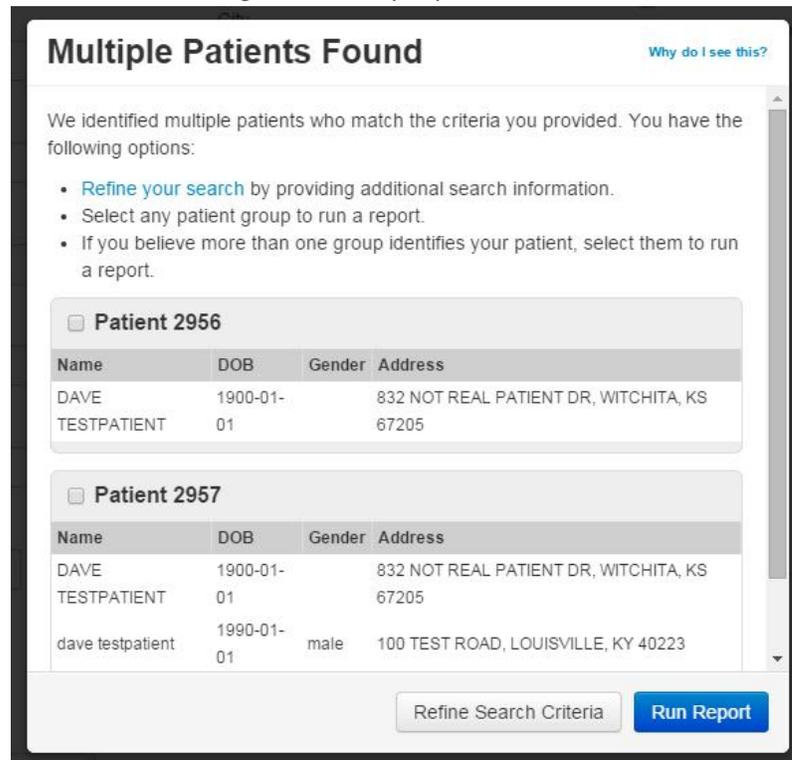 City
Multiple Patients Found
Why do I see this?
We identified multiple patients who match the criteria you provided. You have the
following options:
• Refine your search by providing additional search information.
• Select any patient group to run a report.
• If you believe more than one group identifies your patient, select them to run
a report.
Patient 2956
Name DOB Gender Address
DAVE 1900-01- 832 NOT REAL PATIENT DR, WITCHITA, KS
TESTPATIENT 01 67205
Patient 2957
Name DOB Gender Address
DAVE 1900-01- 832 NOT REAL PATIENT DR, WITCHITA, KS
TESTPATIENT 01 67205
dave testpatient 1990-01- male 100 TEST ROAD, LOUISVILLE, KY 40223
01
Refine Search Criteria Run Report